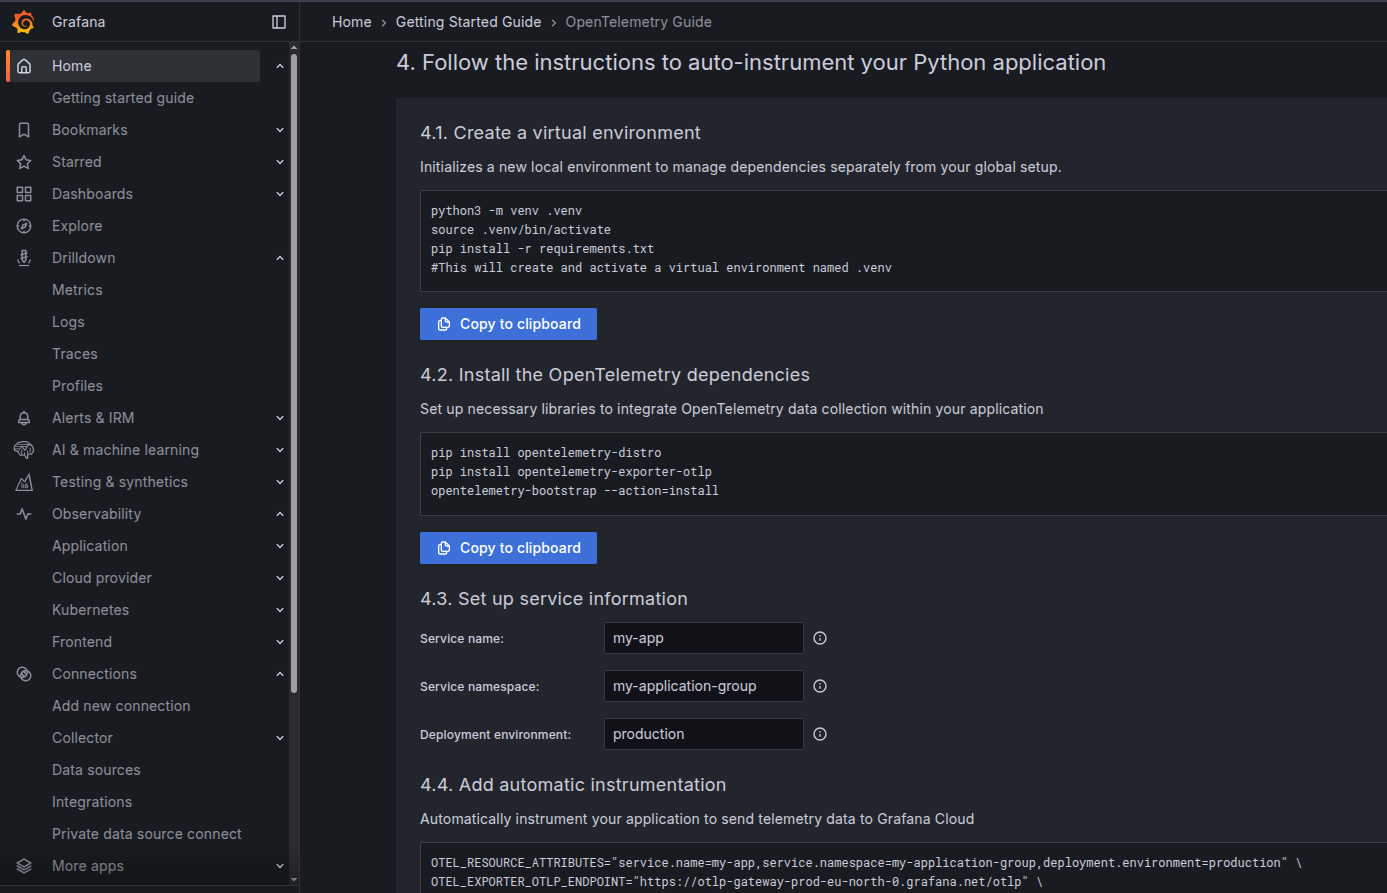 Grafana
Home › Getting Started Guide › OpenTelemetry Guide
Home
Getting started guide
Bookmarks
Starred
Dashboards
Explore
Drilldown
Metrics
Logs
Traces
Profiles
Alerts & IRM
AI & machine learning
Testing & synthetics
Observability
Application
Cloud provider
Kubernetes
Frontend
Connections
Add new connection
Collector
Data sources
Integrations
Private data source connect
More apps
4. Follow the instructions to auto-instrument your Python application
4.1. Create a virtual environment
Initializes a new local environment to manage dependencies separately from your global setup.
python3 -m venv .venv
source .venv/bin/activate
pip install -r requirements.txt
#This will create and activate a virtual environment named .venv
Copy to clipboard
4.2. Install the OpenTelemetry dependencies
Set up necessary libraries to integrate OpenTelemetry data collection within your application
pip install opentelemetry-distro
pip install opentelemetry-exporter-otlp
opentelemetry-bootstrap --action=install
Copy to clipboard
4.3. Set up service information
Service name: my-app
Service namespace: my-application-group
Deployment environment: production
4.4. Add automatic instrumentation
Automatically instrument your application to send telemetry data to Grafana Cloud
OTEL_RESOURCE_ATTRIBUTES="service.name=my-app,service.namespace=my-application-group,deployment.environment=production" \
OTEL_EXPORTER_OTLP_ENDPOINT="https://otlp-gateway-prod-eu-north-0.grafana.net/otlp" \